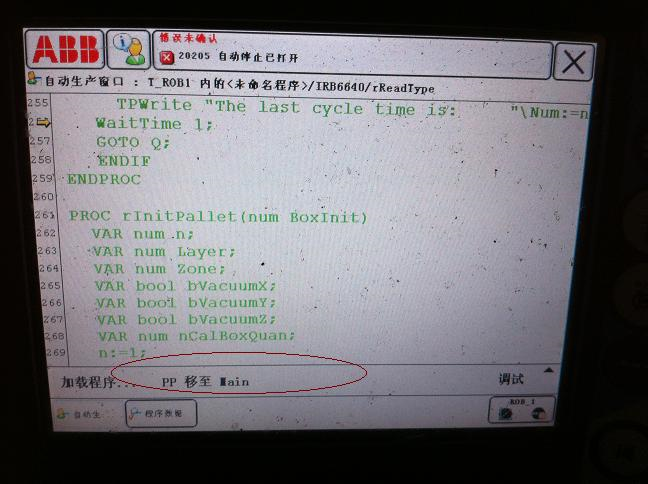 ABB
错误未确认
20205 自动停止已打开
自动生产窗口 : T_ROB1 内的<未命名程序>/IRB6640/rReadType
255 TPWrite "The last cycle time is: "\Num:=n
WaitTime 1;
257 GOTO Q;
258 ENDIF
259 ENDPROC
260
261 PROC rInitPallet(num BoxInit)
262 VAR num n;
263 VAR num Layer;
264 VAR num Zone;
265 VAR bool bVacuumX;
266 VAR bool bVacuumY;
267 VAR bool bVacuumZ;
268 VAR num nCalBoxQuan;
269 n:=1;
加载程序... PP 移至 Main 调试
自动生 程序数据 ROB_1